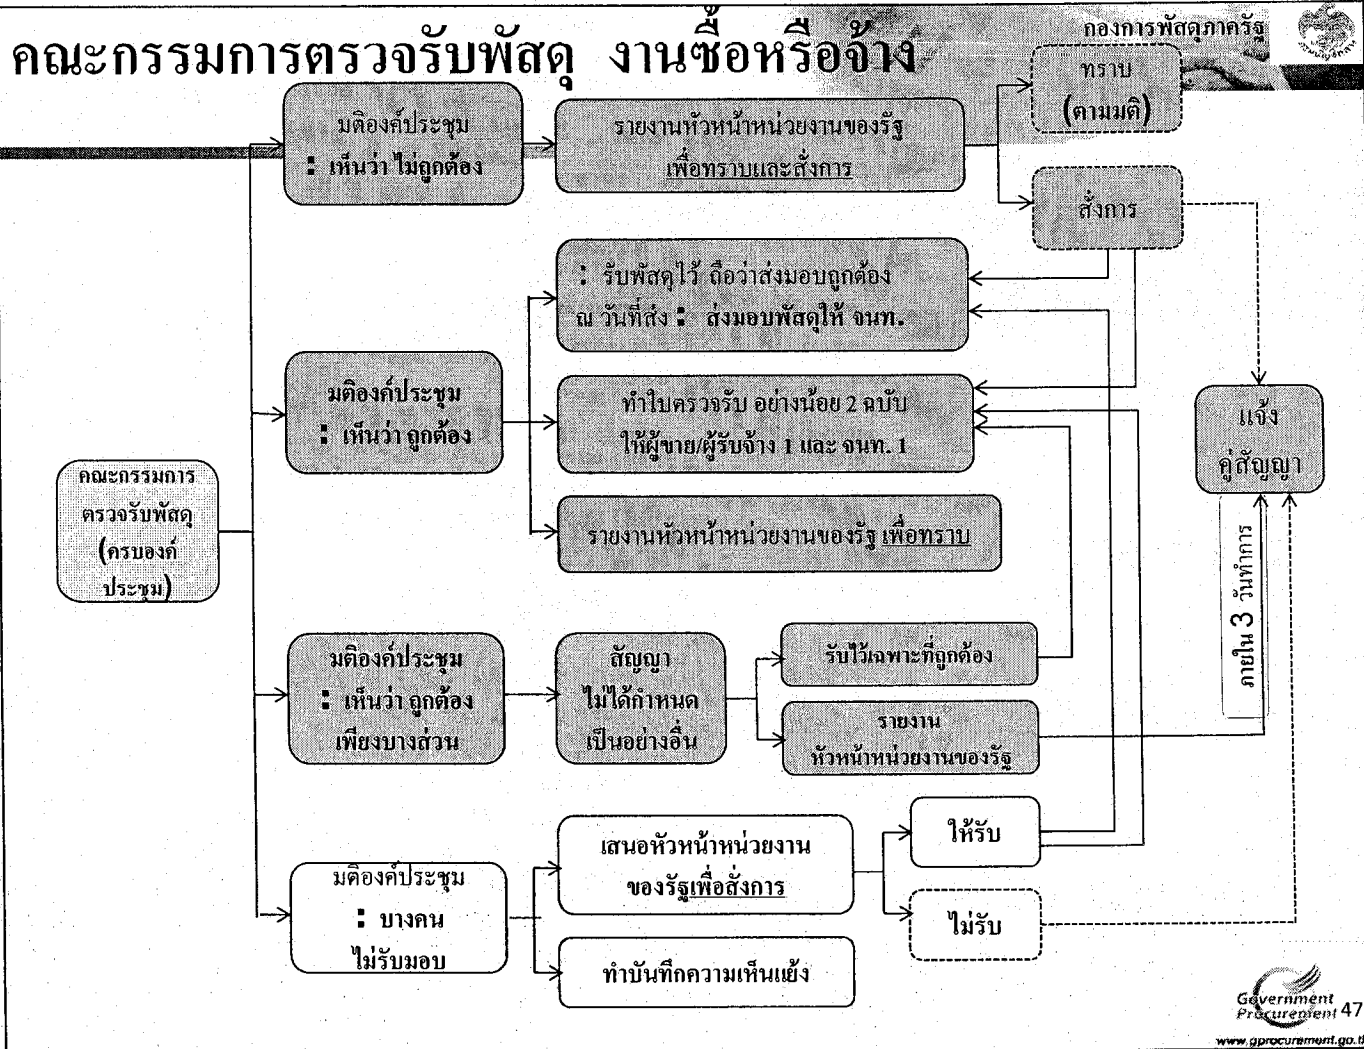 กองการพัสดุภาครัฐ
คณะกรรมการตรวจรับพัสดุ งานซื้อหรือจ้าง
มติองค์ประชุม
: เห็นว่า ไม่ถูกต้อง
รายงานหัวหน้าหน่วยงานของรัฐ
เพื่อทราบและสั่งการ
ทราบ
(ตามมติ)
สั่งการ
: รับพัสดุไว้ ถือว่าส่งมอบถูกต้อง
ณ วันที่ส่ง : ส่งมอบพัสดุให้ จนท.
มติองค์ประชุม
: เห็นว่า ถูกต้อง
ทำใบตรวจรับ อย่างน้อย 2 ฉบับ
ให้ผู้ขาย/ผู้รับจ้าง 1 และ จนท. 1
แจ้ง
คู่สัญญา
คณะกรรมการ
ตรวจรับพัสดุ
(ครบองค์
ประชุม)
รายงานหัวหน้าหน่วยงานของรัฐ เพื่อทราบ
ภายใน 3 วันทำการ
มติองค์ประชุม
: เห็นว่า ถูกต้อง
เพียงบางส่วน
สัญญา
ไม่ได้กำหนด
เป็นอย่างอื่น
รับไว้เฉพาะที่ถูกต้อง
รายงาน
หัวหน้าหน่วยงานของรัฐ
มติองค์ประชุม
: บางคน
ไม่รับมอบ
เสนอหัวหน้าหน่วยงาน
ของรัฐเพื่อสั่งการ
ให้รับ
ไม่รับ
ทำบันทึกความเห็นแย้ง
Government
Procurement 47
www.gprocurement.go.t